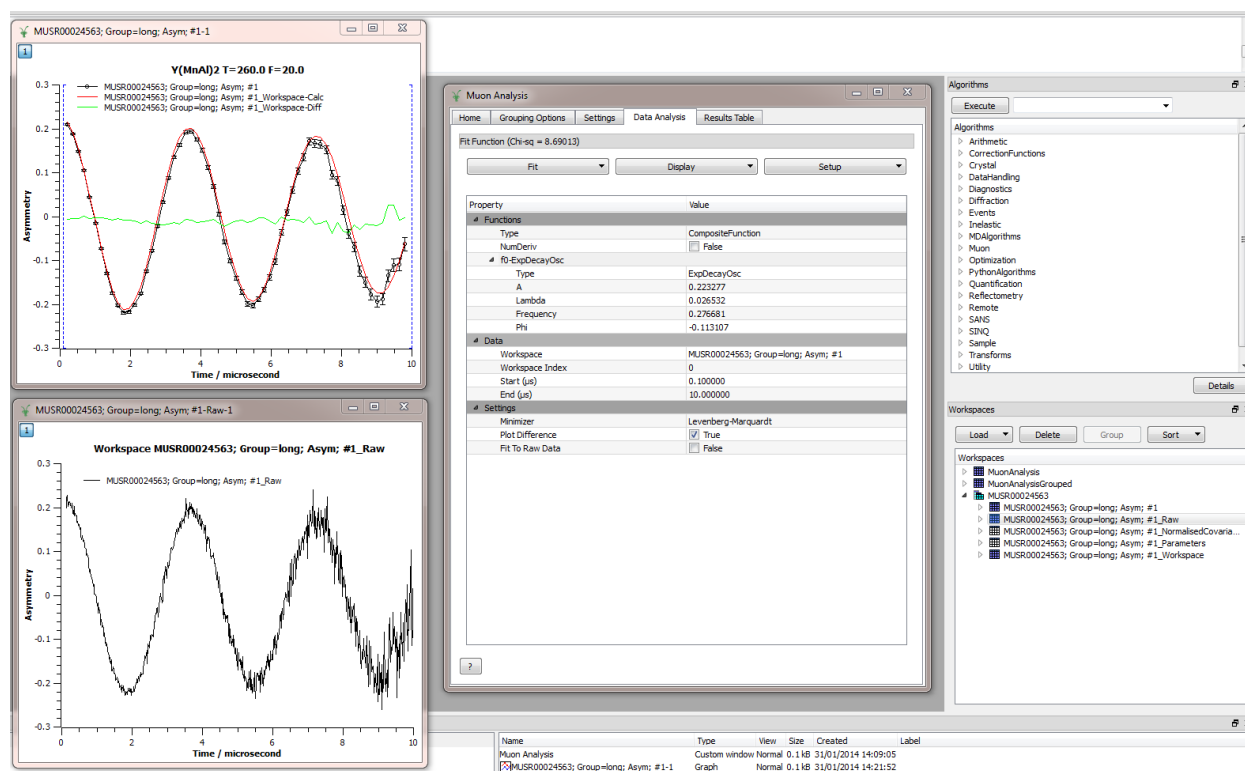 MUSR00024563; Group=long; Asym; #1-1
1
Y(MnAl)2 T=260.0 F=20.0
MUSR00024563; Group=long; Asym; #1
MUSR00024563; Group=long; Asym; #1_Workspace-Calc
MUSR00024563; Group=long; Asym; #1_Workspace-Diff
0.3
0.2
0.1
0
-0.1
-0.2
-0.3
Asymmetry
0 2 4 6 8 10
Time / microsecond
MUSR00024563; Group=long; Asym; #1-Raw-1
1
Workspace MUSR00024563; Group=long; Asym; #1_Raw
MUSR00024563; Group=long; Asym; #1_Raw
0.3
0.2
0.1
0
-0.1
-0.2
-0.3
Asymmetry
0 2 4 6 8 10
Time / microsecond
Muon Analysis
Home Grouping Options Settings Data Analysis Results Table
Fit Function (Chi-sq = 8.69013)
Fit Display Setup
Property Value
Functions
Type CompositeFunction
NumDeriv False
f0-ExpDecayOsc
Type ExpDecayOsc
A 0.223277
Lambda 0.026532
Frequency 0.276681
Phi -0.113107
Data
Workspace MUSR00024563; Group=long; Asym; #1
Workspace Index 0
Start (µs) 0.100000
End (µs) 10.000000
Settings
Minimizer Levenberg-Marquardt
Plot Difference True
Fit To Raw Data False
?
Algorithms
Execute
Algorithms
Arithmetic
CorrectionFunctions
Crystal
DataHandling
Diagnostics
Diffraction
Events
Inelastic
MDAlgorithms
Muon
Optimization
PythonAlgorithms
Quantification
Reflectometry
Remote
SANS
SINQ
Sample
Transforms
Utility
Details
Workspaces
Load Delete Group Sort
Workspaces
MuonAnalysis
MuonAnalysisGrouped
MUSR00024563
MUSR00024563; Group=long; Asym; #1
MUSR00024563; Group=long; Asym; #1_Raw
MUSR00024563; Group=long; Asym; #1_NormalisedCovaria...
MUSR00024563; Group=long; Asym; #1_Parameters
MUSR00024563; Group=long; Asym; #1_Workspace
Name Type View Size Created Label
Muon Analysis Custom window Normal 0.1 kB 31/01/2014 14:09:05
MUSR00024563; Group=long; Asym; #1-1 Graph Normal 0.1 kB 31/01/2014 14:21:52